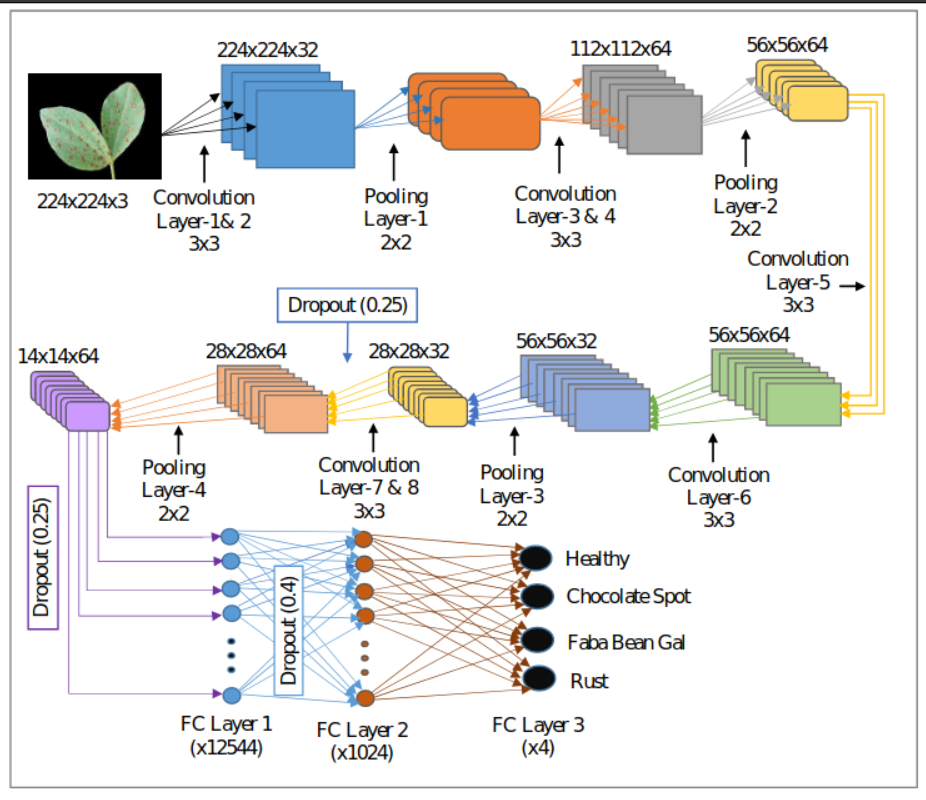 224x224x32
112x112x64
56x56x64
224x224x3
Convolution
Layer-1& 2
3x3
Pooling
Layer-1
2x2
Convolution
Layer-3 & 4
3x3
Pooling
Layer-2
2x2
Convolution
Layer-5
3x3
Dropout (0.25)
14x14x64
28x28x64
28x28x32
56x56x32
56x56x64
Pooling
Layer-4
2x2
Convolution
Layer-7 & 8
3x3
Pooling
Layer-3
2x2
Convolution
Layer-6
3x3
Dropout (0.25)
Dropout (0.4)
Healthy
Chocolate Spot
Faba Bean Gal
Rust
FC Layer 1
(x12544)
FC Layer 2
(x1024)
FC Layer 3
(x4)